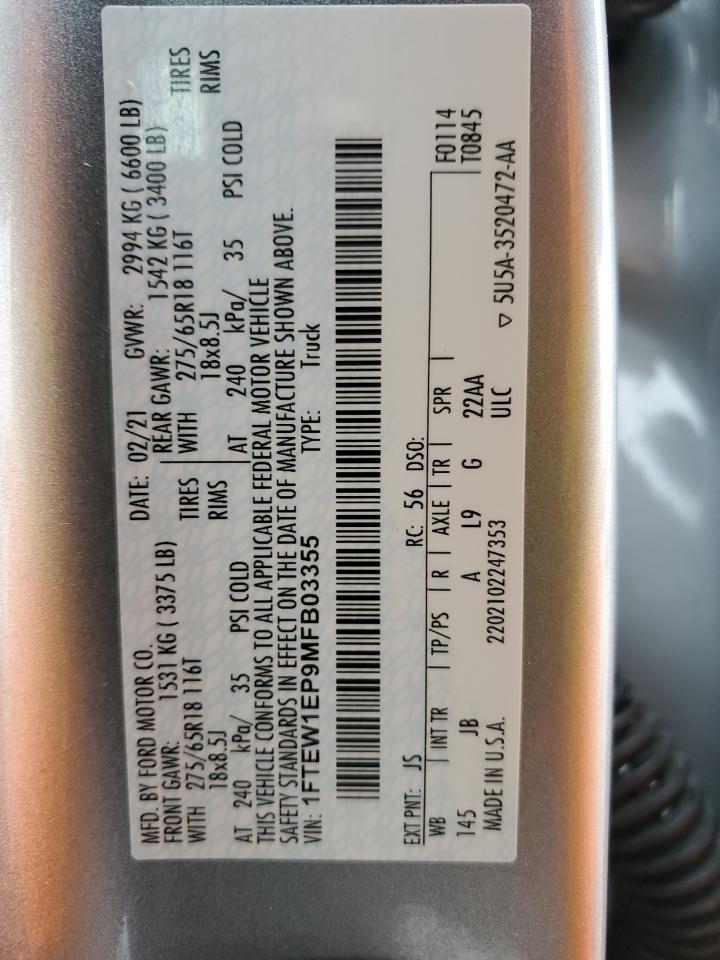 MFD. BY FORD MOTOR CO. DATE: 02/21 GVWR: 2994 KG ( 6600 LB)
FRONT GAWR: 1531 KG ( 3375 LB) REAR GAWR: 1542 KG ( 3400 LB)
WITH 275/65R18 116T TIRES WITH 275/65R18 116T TIRES
18x8.5J RIMS 18x8.5J RIMS
AT 240 kPa/ 35 PSI COLD AT 240 kPa/ 35 PSI COLD
THIS VEHICLE CONFORMS TO ALL APPLICABLE FEDERAL MOTOR VEHICLE
SAFETY STANDARDS IN EFFECT ON THE DATE OF MANUFACTURE SHOWN ABOVE.
VIN: 1FTEW1EP9MFB03355 TYPE: Truck
EXT PNT: JS RC: 56 DSO:
WB INT TR TP/PS R AXLE TR SPR F0114
145 JB A L9 G 22AA T0845
MADE IN U.S.A. 2202102247353 ULC ▽ 5U5A-3520472-AA